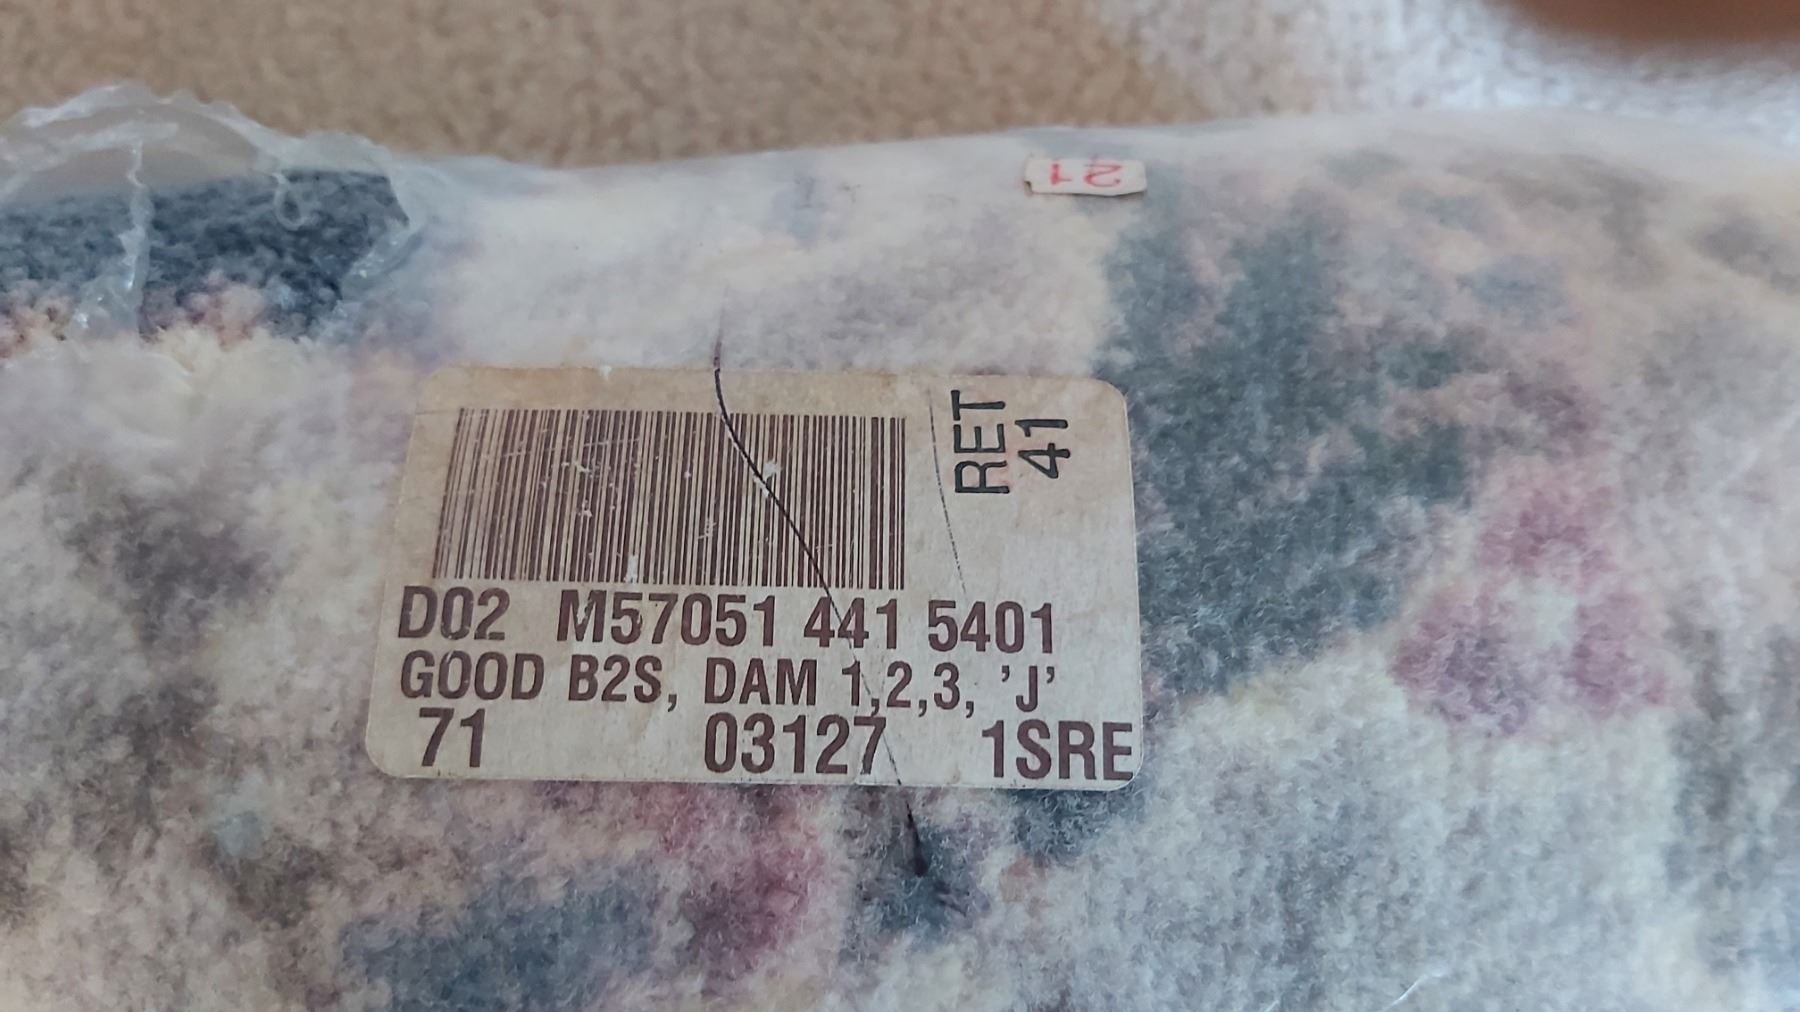 21
RET
41
D02 M57051 441 5401
GOOD B2S, DAM 1,2,3, 'J'
71 03127 1SRE